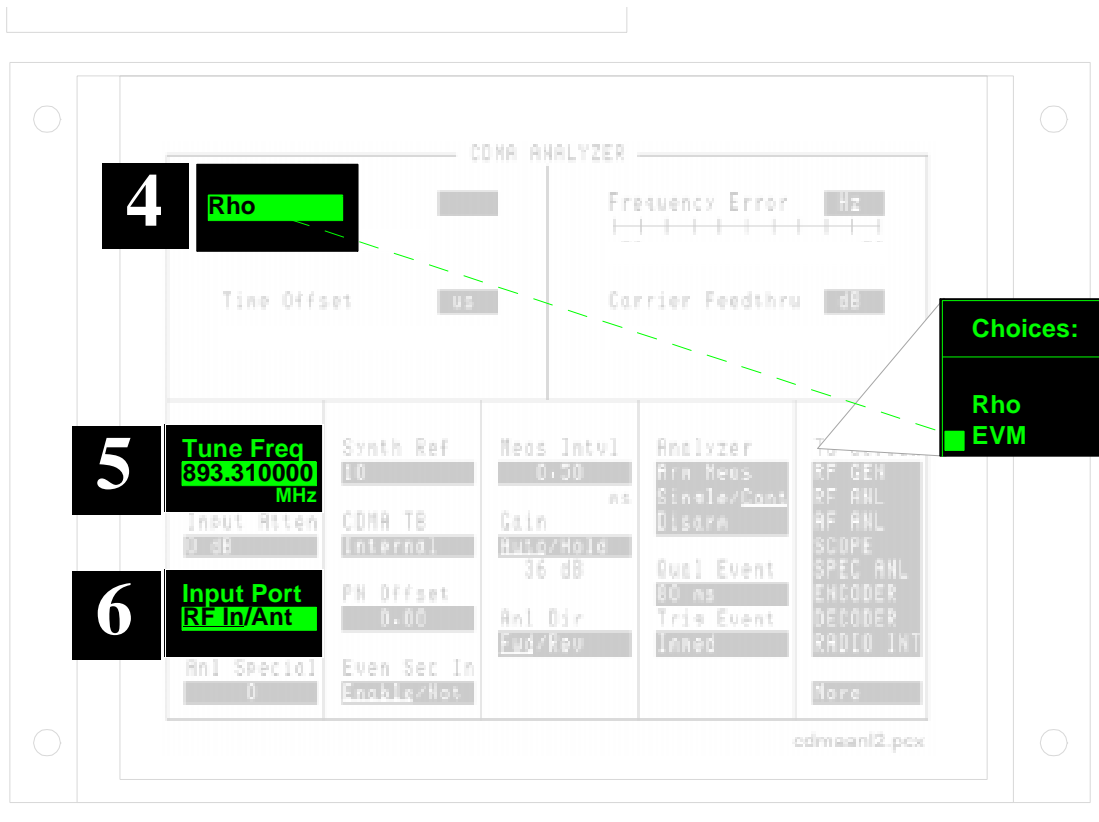 CDMA ANALYZER
4
Rho
Frequency Error
Hz
Time Offset
us
Carrier Feedthru
dB
Choices:
Rho
EVM
5
Tune Freq
893.310000
MHz
Input Atten
0 dB
6
Input Port
RF In/Ant
Anl Special
0
Synth Ref
10
CDMA TB
Internal
PN Offset
0.00
Even Sec In
Enable/Not
Meas Intvl
0.50
ms
Gain
Auto/Hold
36 dB
Anl Dir
Fwd/Rev
Analyzer
Arm Meas
Single/Cont
Disarm
Qual Event
80 ms
Trig Event
Immed
To
RF GEN
RF ANL
AF ANL
SCOPE
SPEC ANL
ENCODER
DECODER
RADIO INT
More
cdmaanl2.pcx